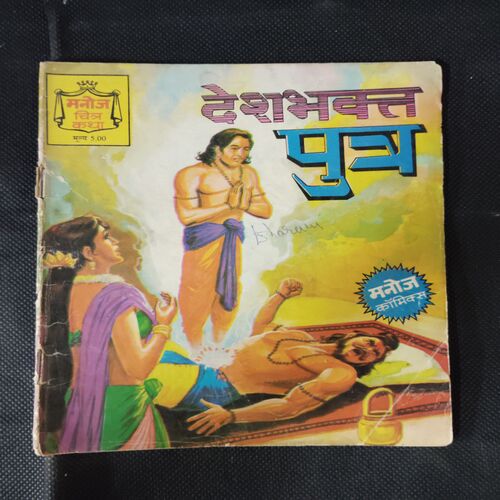 मनोज
चित्र
कथा
मूल्य 5.00
देशभक्त
पुत्र
मनोज
कॉमिक्स